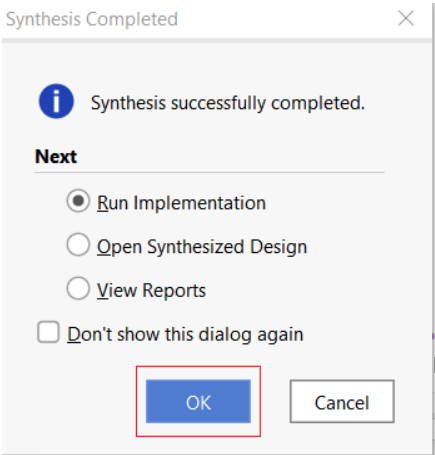 Synthesis Completed
Synthesis successfully completed.
Next
Run Implementation
Open Synthesized Design
View Reports
Don't show this dialog again
OK
Cancel